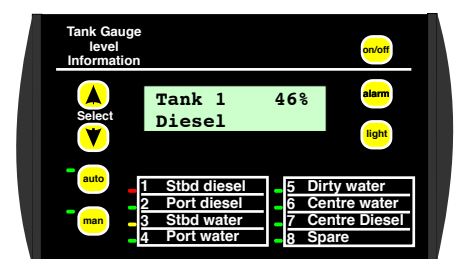 Tank Gauge
level
Information
on/off
Select
Tank 1 46%
Diesel
alarm
light
auto
man
1 Stbd diesel
2 Port diesel
3 Stbd water
4 Port water
5 Dirty water
6 Centre water
7 Centre Diesel
8 Spare